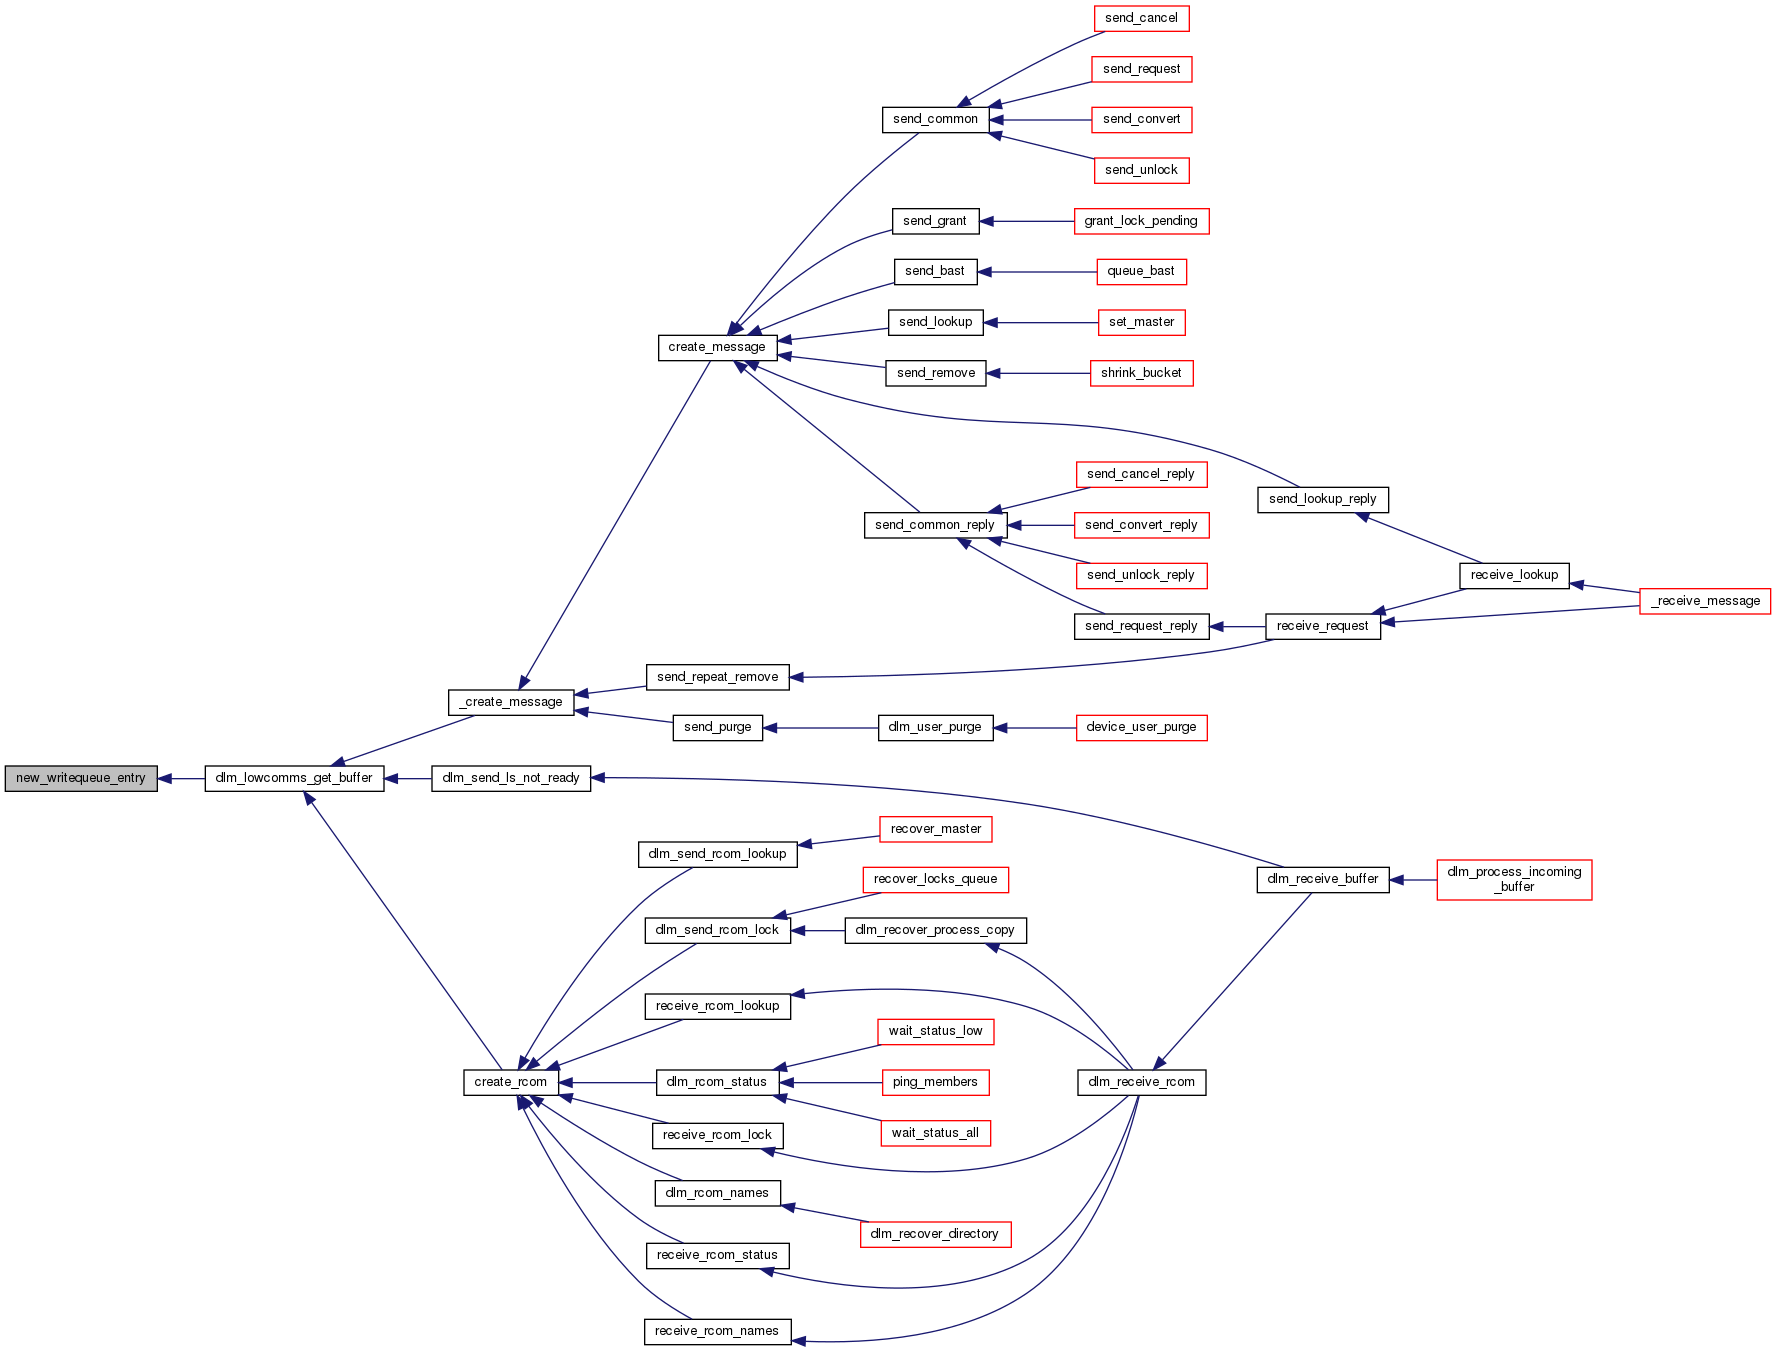 send_cancel
send_request
send_common
send_convert
send_unlock
send_grant
grant_lock_pending
send_bast
queue_bast
send_lookup
set_master
create_message
send_remove
shrink_bucket
send_cancel_reply
send_lookup_reply
send_common_reply
send_convert_reply
send_unlock_reply
receive_lookup
_receive_message
send_request_reply
receive_request
send_repeat_remove
_create_message
send_purge
dlm_user_purge
device_user_purge
new_writequeue_entry
dlm_lowcomms_get_buffer
dlm_send_ls_not_ready
recover_master
dlm_send_rcom_lookup
recover_locks_queue
dlm_receive_buffer
dlm_process_incoming
_buffer
dlm_send_rcom_lock
dlm_recover_process_copy
receive_rcom_lookup
wait_status_low
create_rcom
dlm_rcom_status
ping_members
dlm_receive_rcom
receive_rcom_lock
wait_status_all
dlm_rcom_names
dlm_recover_directory
receive_rcom_status
receive_rcom_names